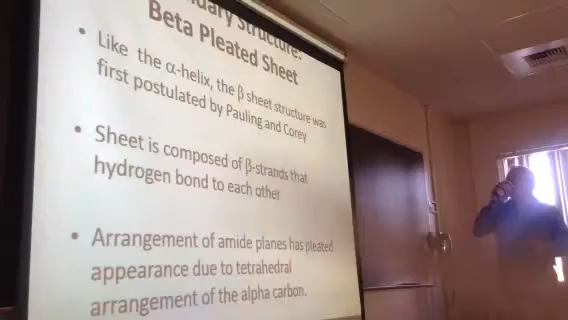 Structure:
Beta Pleated Sheet
• Like the α-helix, the β sheet structure was
first postulated by Pauling and Corey
• Sheet is composed of β-strands that
hydrogen bond to each other
• Arrangement of amide planes has pleated
appearance due to tetrahedral
arrangement of the alpha carbon.